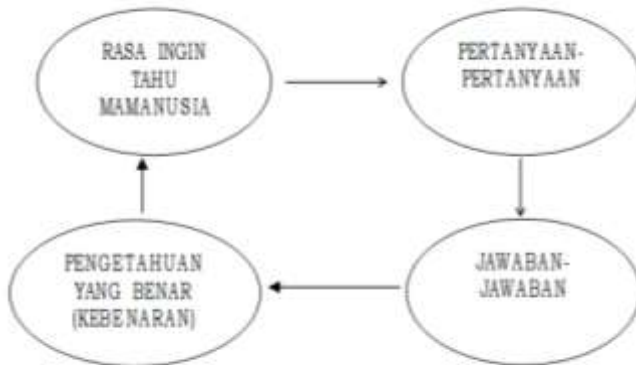 RASA INGIN
TAHU
MAMANUSIA
PERTANYAAN-
PERTANYAAN
JAWABAN-
JAWABAN
PENGETAHUAN
YANG BENAR
(KEBENARAN)